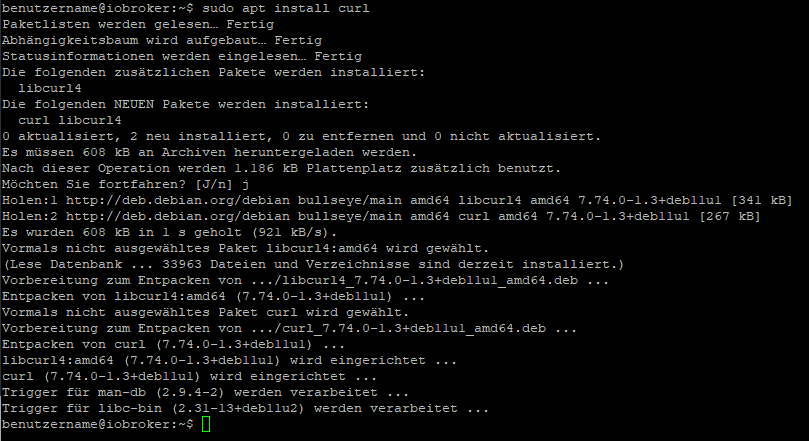 benutzername@iobroker:~$ sudo apt install curl
Paketlisten werden gelesen… Fertig
Abhängigkeitsbaum wird aufgebaut… Fertig
Statusinformationen werden eingelesen… Fertig
Die folgenden zusätzlichen Pakete werden installiert:
  libcurl4
Die folgenden NEUEN Pakete werden installiert:
  curl libcurl4
0 aktualisiert, 2 neu installiert, 0 zu entfernen und 0 nicht aktualisiert.
Es müssen 608 kB an Archiven heruntergeladen werden.
Nach dieser Operation werden 1.186 kB Plattenplatz zusätzlich benutzt.
Möchten Sie fortfahren? [J/n] j
Holen:1 http://deb.debian.org/debian bullseye/main amd64 libcurl4 amd64 7.74.0-1.3+deb11u1 [341 kB]
Holen:2 http://deb.debian.org/debian bullseye/main amd64 curl amd64 7.74.0-1.3+deb11u1 [267 kB]
Es wurden 608 kB in 1 s geholt (921 kB/s).
Vormals nicht ausgewähltes Paket libcurl4:amd64 wird gewählt.
(Lese Datenbank ... 33963 Dateien und Verzeichnisse sind derzeit installiert.)
Vorbereitung zum Entpacken von .../libcurl4_7.74.0-1.3+deb11u1_amd64.deb ...
Entpacken von libcurl4:amd64 (7.74.0-1.3+deb11u1) ...
Vormals nicht ausgewähltes Paket curl wird gewählt.
Vorbereitung zum Entpacken von .../curl_7.74.0-1.3+deb11u1_amd64.deb ...
Entpacken von curl (7.74.0-1.3+deb11u1) ...
libcurl4:amd64 (7.74.0-1.3+deb11u1) wird eingerichtet ...
curl (7.74.0-1.3+deb11u1) wird eingerichtet ...
Trigger für man-db (2.9.4-2) werden verarbeitet ...
Trigger für libc-bin (2.31-13+deb11u2) werden verarbeitet ...
benutzername@iobroker:~$